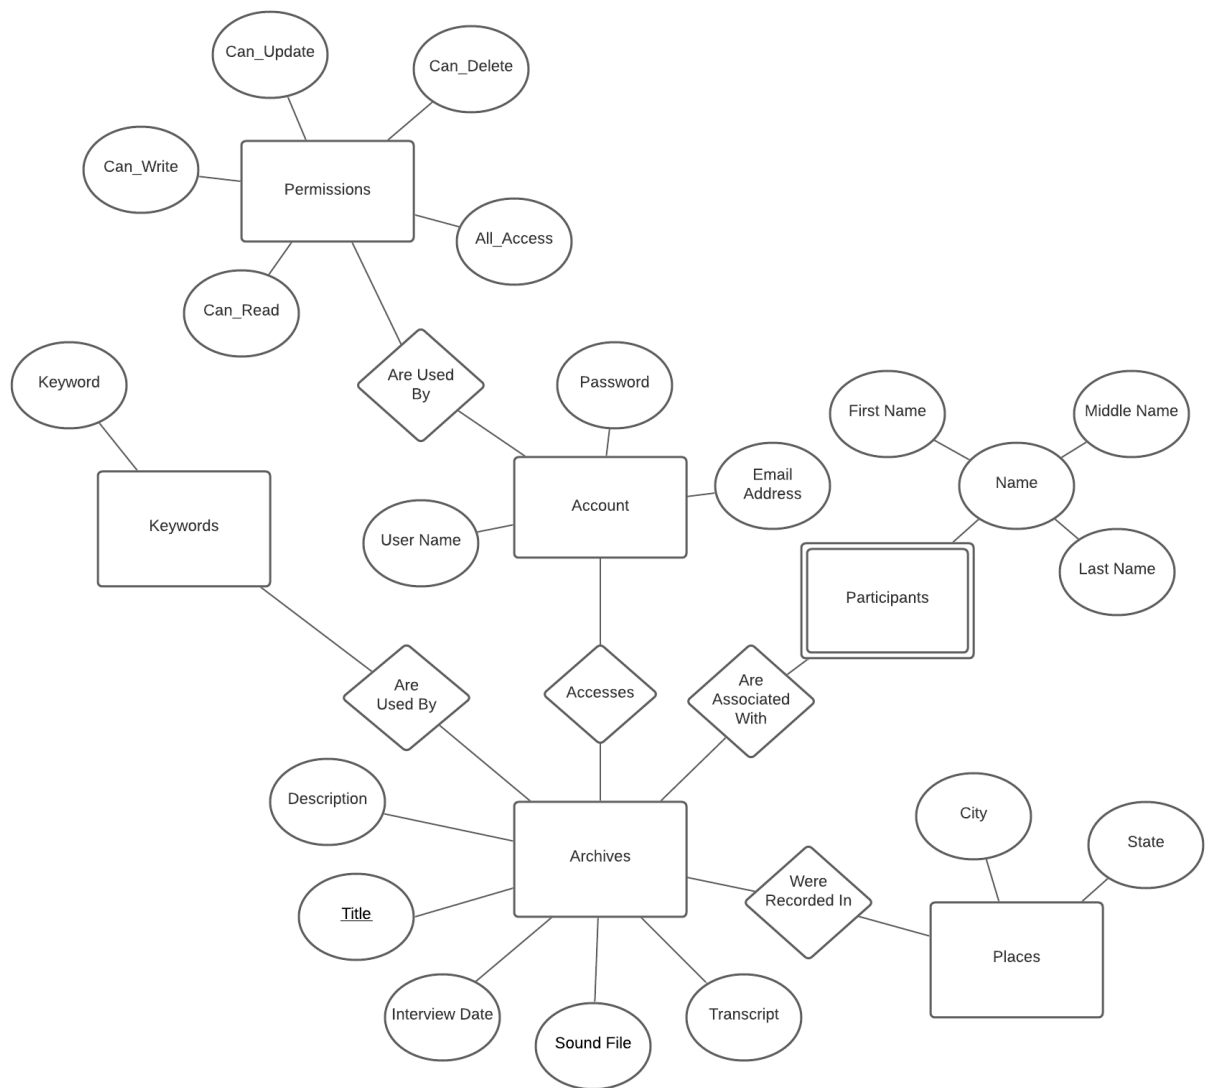 Can_Update
Can_Delete
Can_Write
Permissions
All_Access
Can_Read
Are Used
By
Keyword
Password
First Name
Middle Name
Email
Address
Name
Account
Keywords
User Name
Last Name
Participants
Are
Used By
Accesses
Are
Associated
With
Description
City
State
Archives
Were
Recorded In
Title
Places
Interview Date
Sound File
Transcript